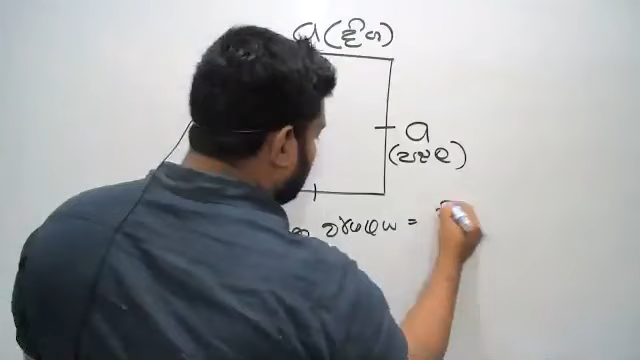 a (දිග)
a
(පළල)
වර්ගඵලය =